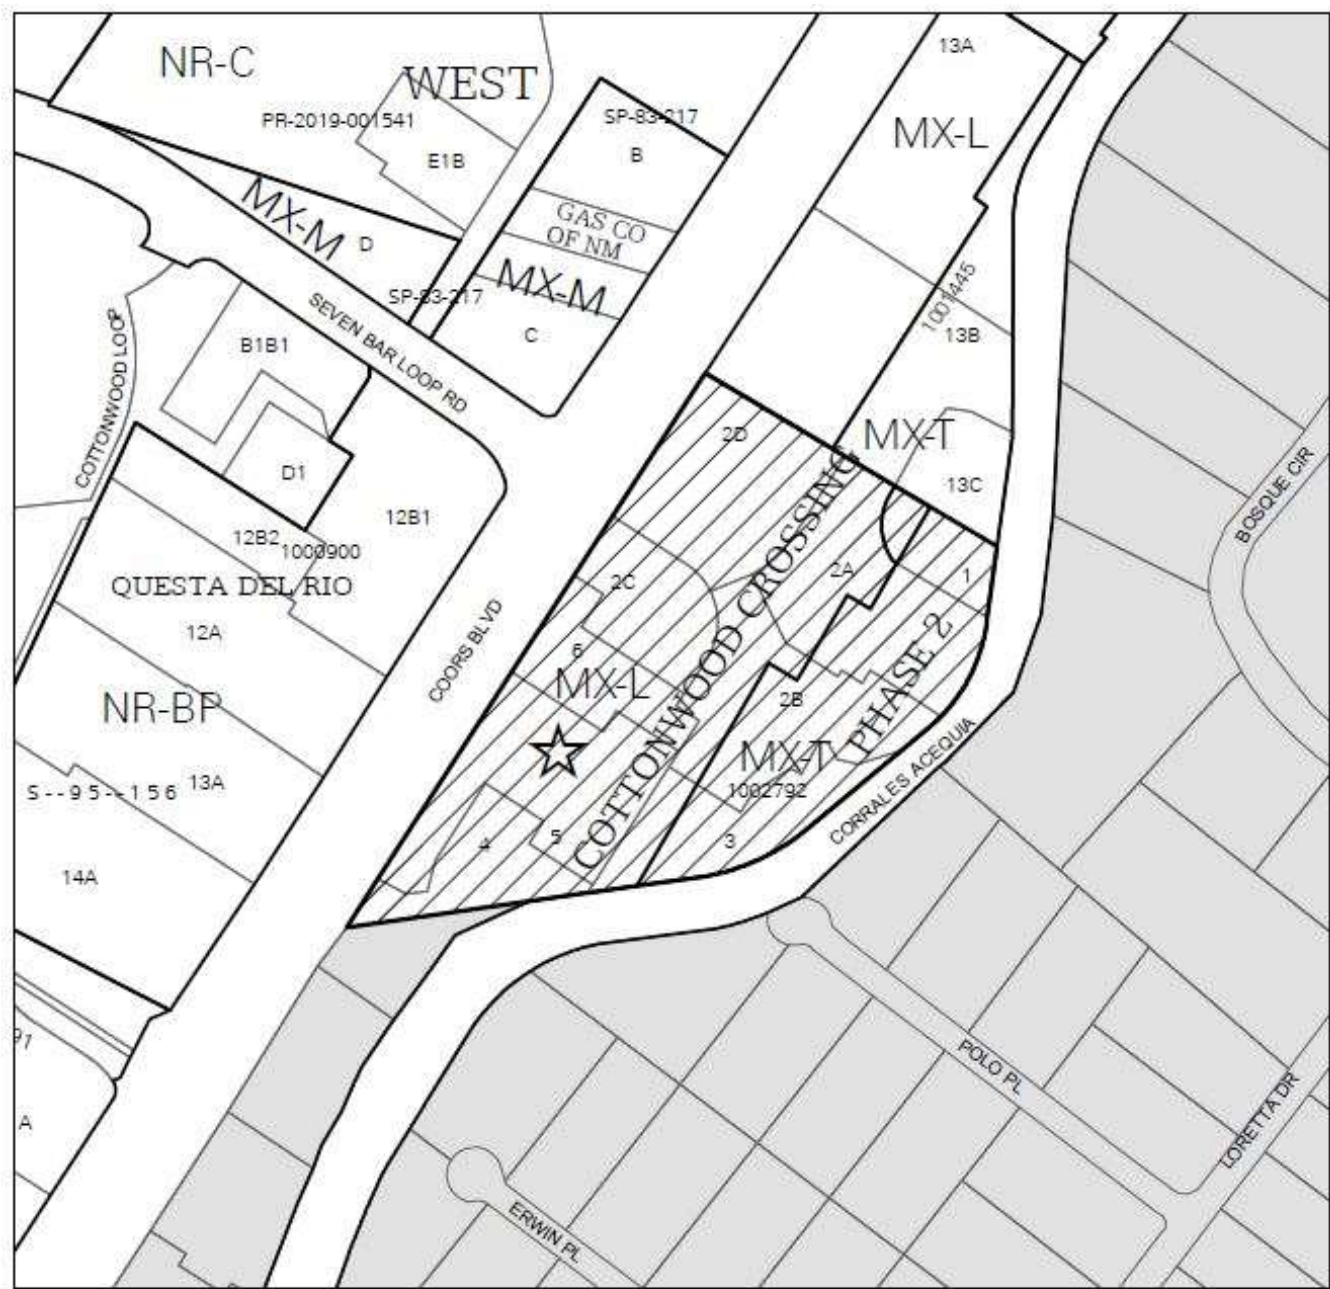 NR-C
WEST
PR-2019-001541
E1B
SP-83-217
B
13A
MX-L
MX-M
D
GAS CO
OF NM
MX-M
SP-83-217
C
SEVEN BAR LOOP RD
COTTONWOOD LOOP
B1B1
D1
12B1
12B2
1000900
QUESTA DEL RIO
12A
NR-BP
13A
S--95--156
14A
91
A
COORS BLVD
1001445
13B
MX-T
13C
2D
2C
2A
1
6
MX-L
COTTONWOOD CROSSING
PHASE 2
2B
MX-T
1002792
3
4
5
CORRALES ACEQUIA
BOSQUE CIR
POLO PL
LORETTA DR
ERWIN PL